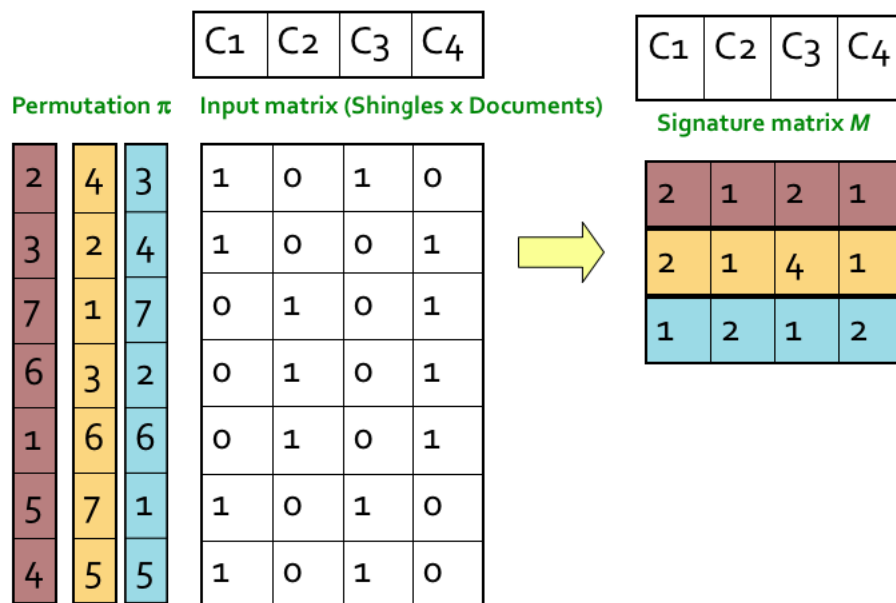 C1 C2 C3 C4
C1 C2 C3 C4
Permutation π
Input matrix (Shingles x Documents)
Signature matrix M
2 4 3 1 0 1 0
3 2 4 1 0 0 1
7 1 7 0 1 0 1
6 3 2 0 1 0 1
1 6 6 0 1 0 1
5 7 1 1 0 1 0
4 5 5 1 0 1 0
2 1 2 1
2 1 4 1
1 2 1 2